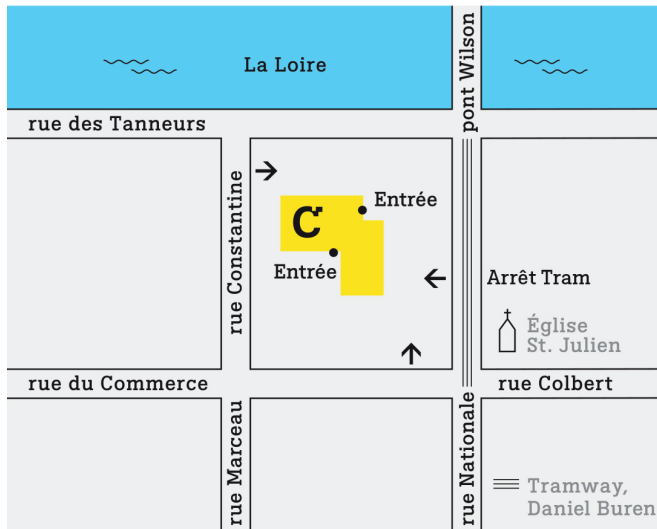 La Loire
pont Wilson
rue des Tanneurs
rue Constantine
Entrée
C
Entrée
Arrêt Tram
Église
St. Julien
rue du Commerce
rue Colbert
rue Marceau
rue Nationale
Tramway,
Daniel Buren